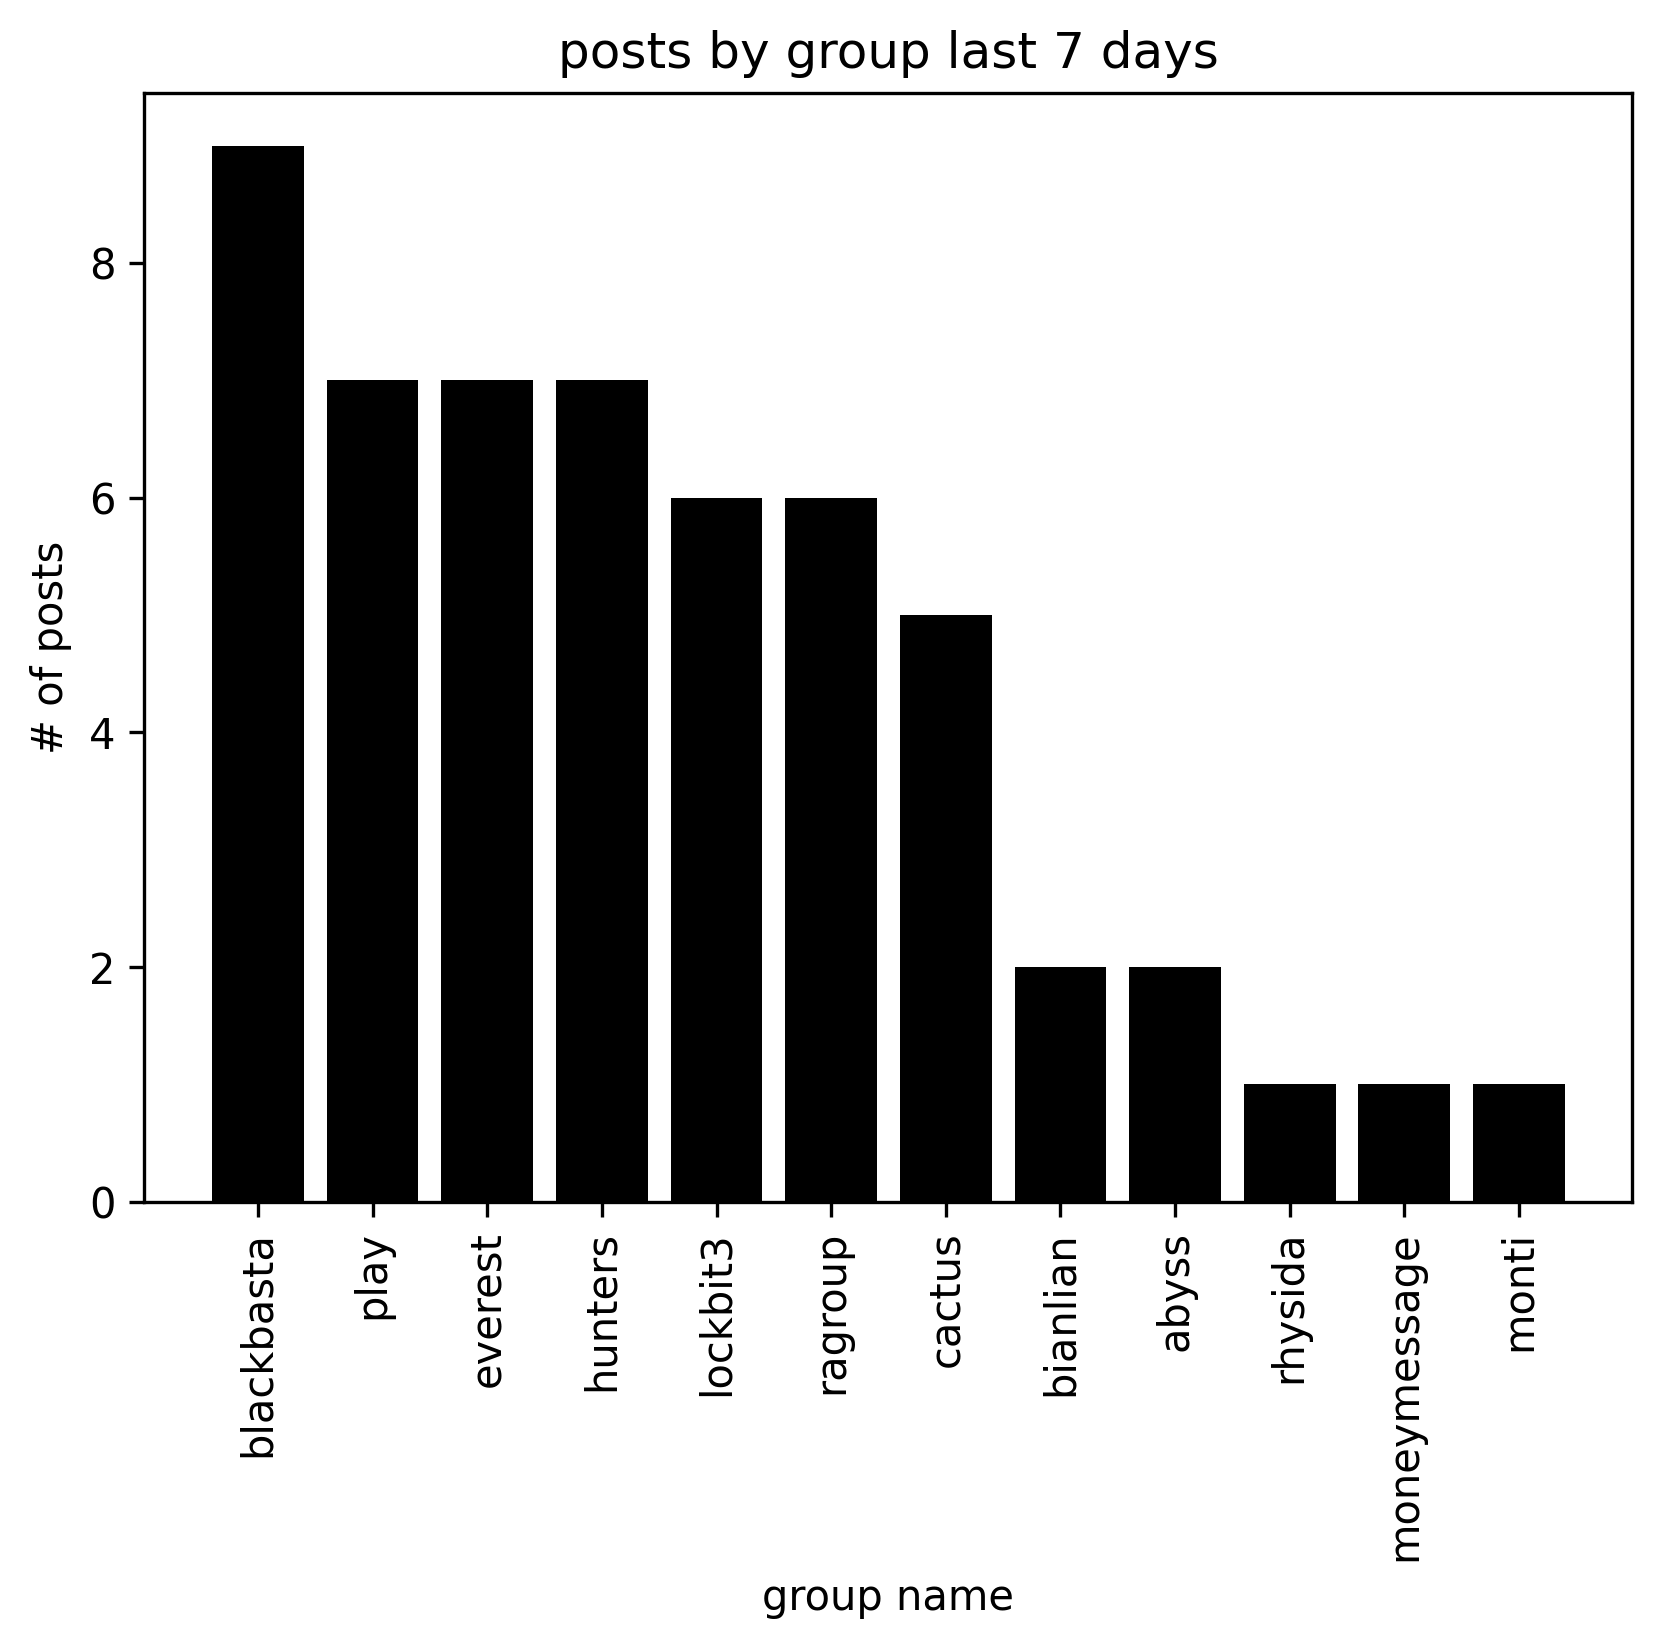 posts by group last 7 days
# of posts
8
6
4
2
0
blackbasta
play
everest
hunters
lockbit3
ragroup
cactus
bianlian
abyss
rhysida
moneymessage
monti
group name